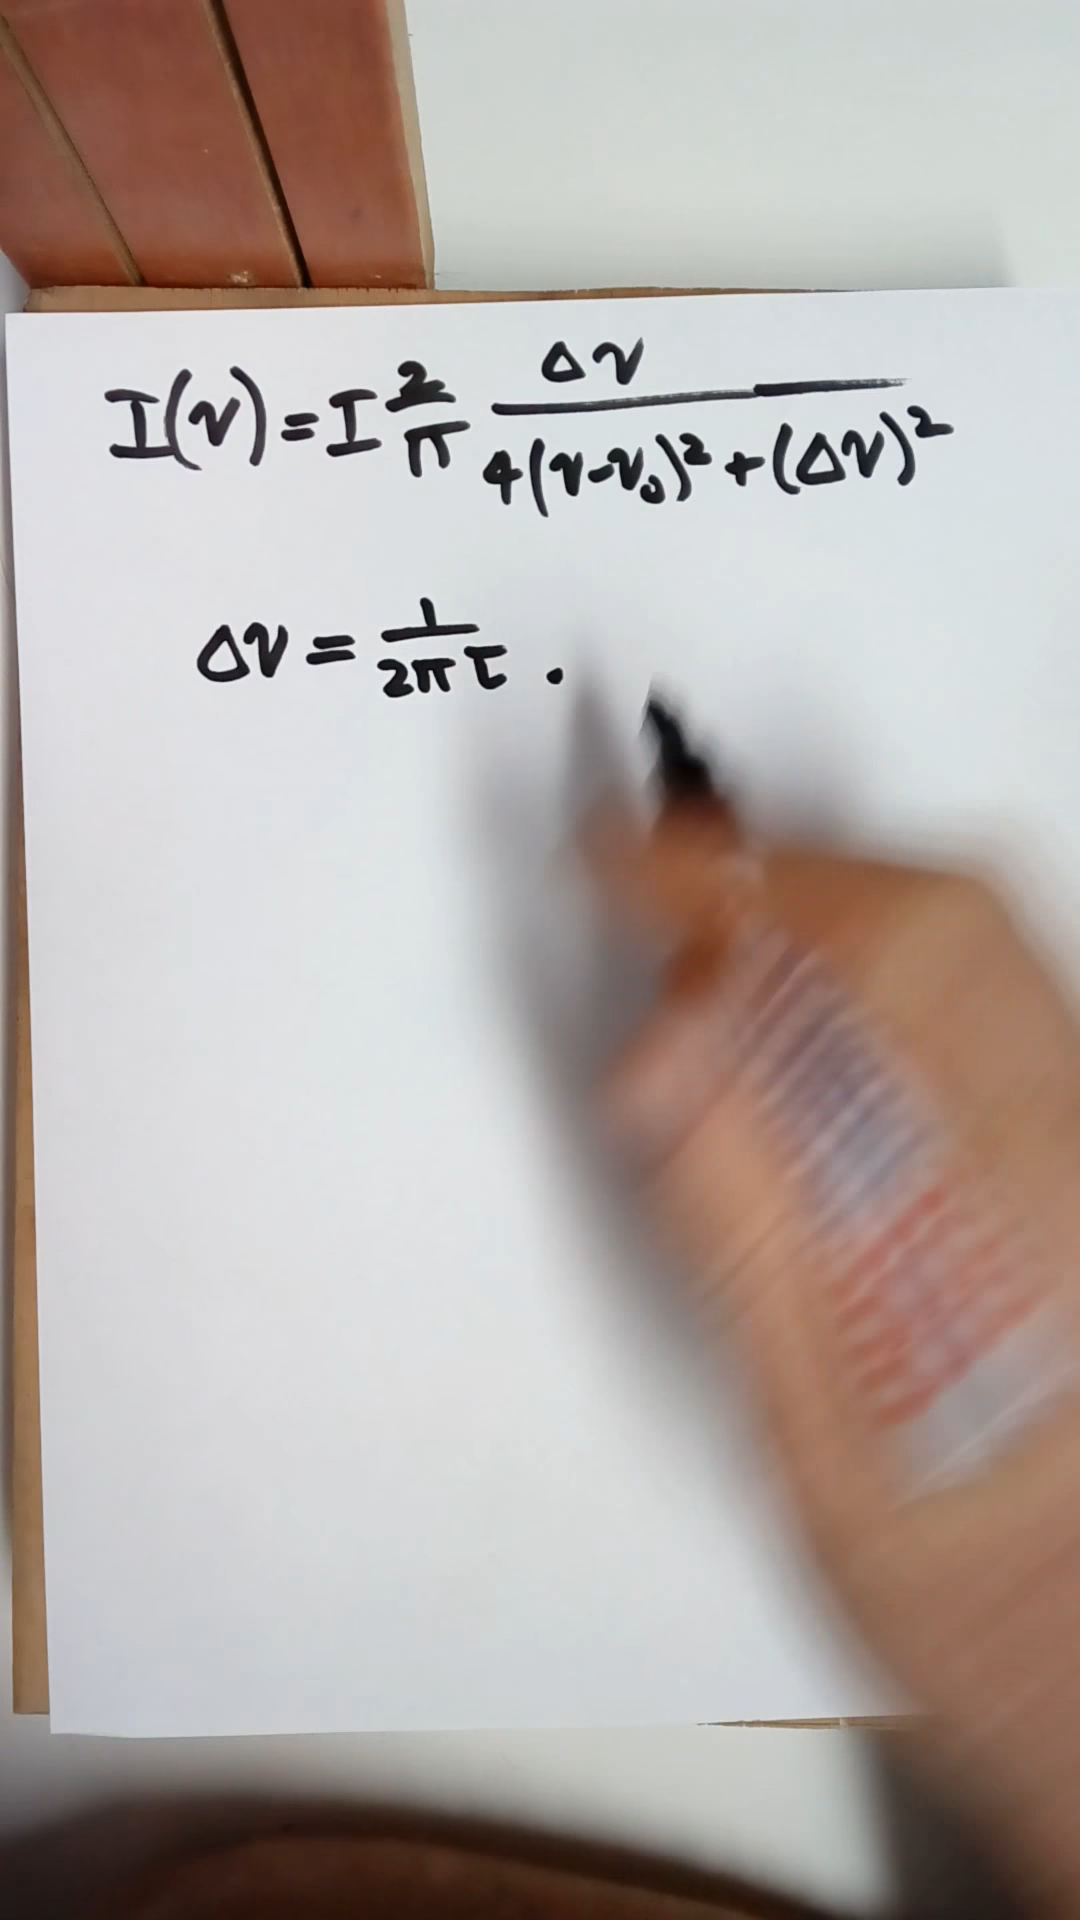 I(ν) = I 2/π Δν / 4(ν-ν₀)² + (Δν)²
Δν = 1/2πτ .